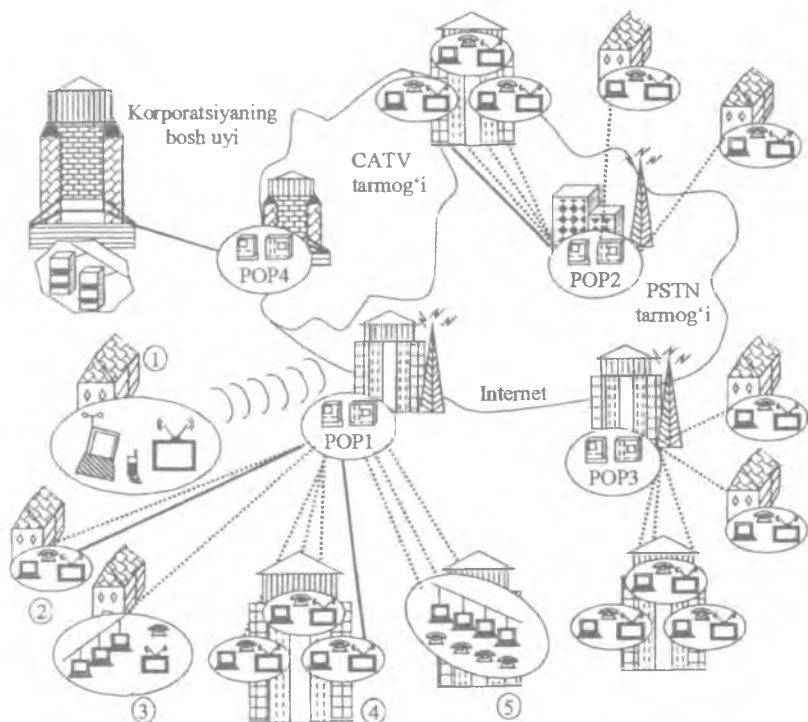 Korporatsiyaning
bosh uyi
CATV
tarmog‘i
POP4
POP2
PSTN
tarmog‘i
①
Internet
POP1
POP3
②
③
④
⑤